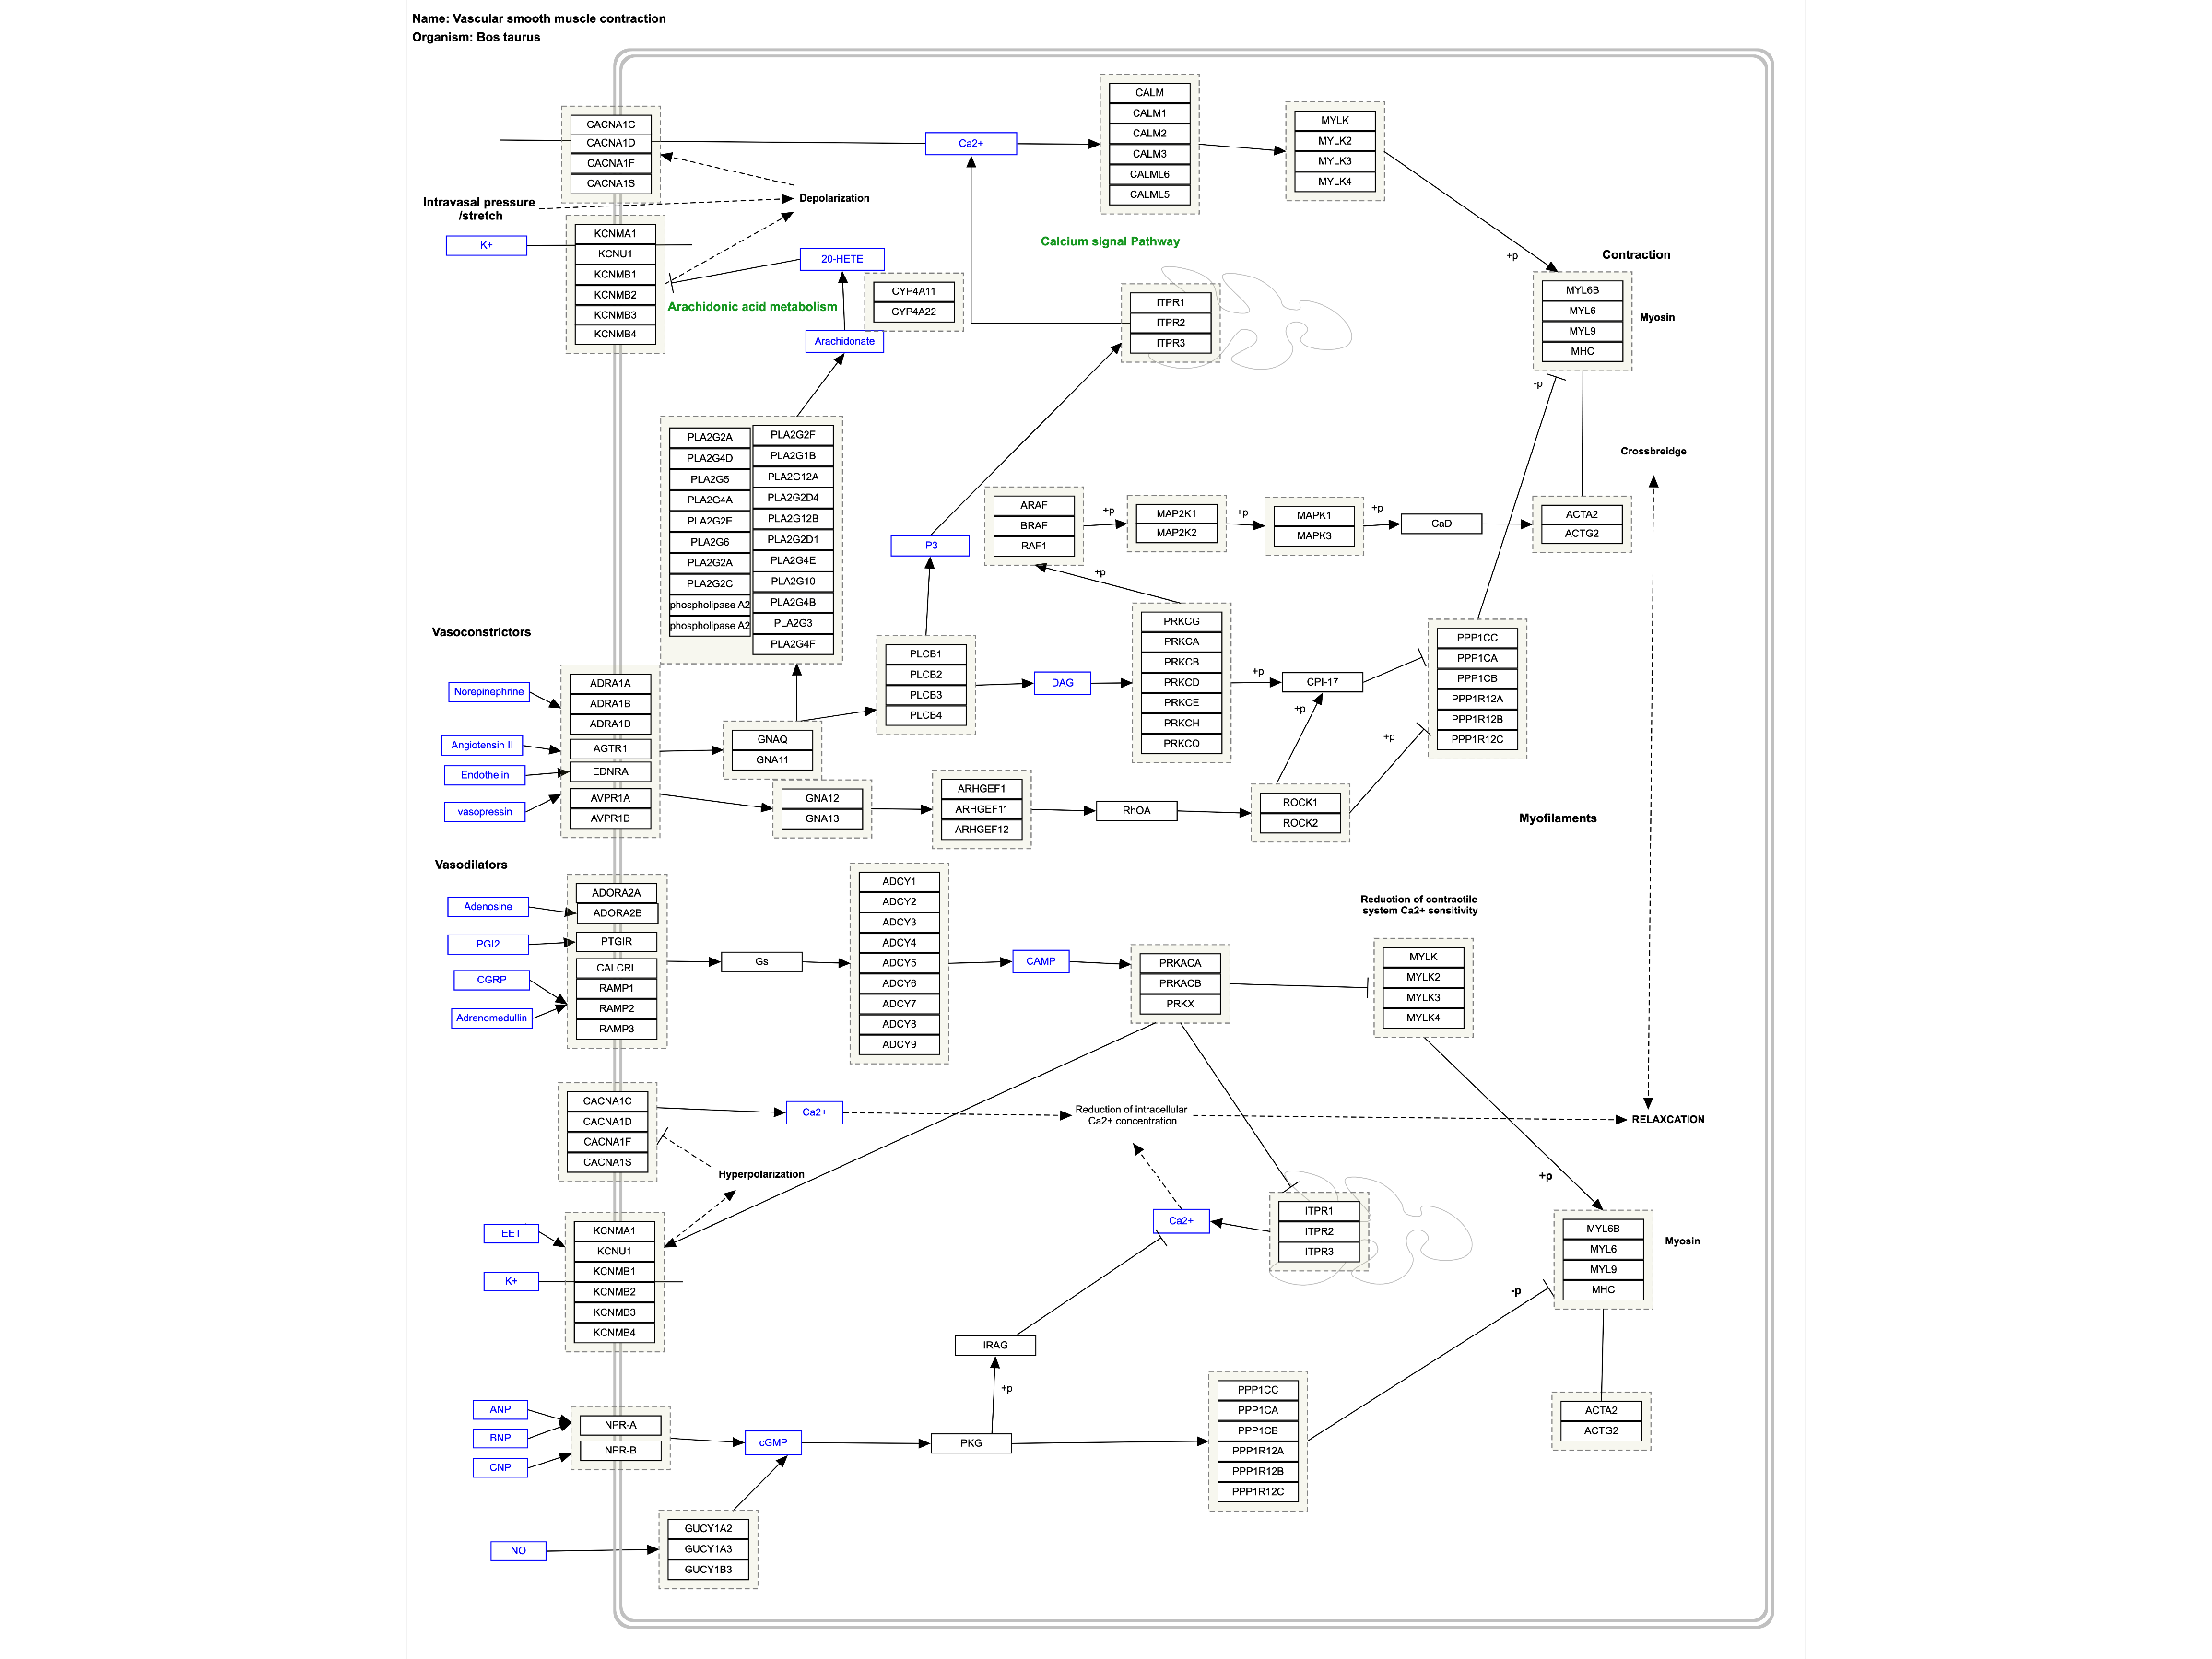 Name: Vascular smooth muscle contraction
Organism: Bos taurus
CACNA1C
CACNA1D
CACNA1F
CACNA1S
Ca2+
CALM
CALM1
CALM2
CALM3
CALML6
CALML5
MYLK
MYLK2
MYLK3
MYLK4
Intravasal pressure
/stretch
Depolarization
K+
KCNMA1
KCNU1
KCNMB1
KCNMB2
KCNMB3
KCNMB4
20-HETE
CYP4A11
CYP4A22
Arachidonic acid metabolism
Arachidonate
Calcium signal Pathway
ITPR1
ITPR2
ITPR3
+p
Contraction
MYL6B
MYL6
MYL9
MHC
Myosin
-p
Crossbreidge
PLA2G2A
PLA2G4D
PLA2G5
PLA2G4A
PLA2G2E
PLA2G6
PLA2G2A
PLA2G2C
phospholipase A2
phospholipase A2
PLA2G2F
PLA2G1B
PLA2G12A
PLA2G2D4
PLA2G12B
PLA2G2D1
PLA2G4E
PLA2G10
PLA2G4B
PLA2G3
PLA2G4F
IP3
ARAF
BRAF
RAF1
+p
MAP2K1
MAP2K2
+p
MAPK1
MAPK3
+p
CaD
ACTA2
ACTG2
+p
Vasoconstrictors
Norepinephrine
Angiotensin II
Endothelin
vasopressin
ADRA1A
ADRA1B
ADRA1D
AGTR1
EDNRA
AVPR1A
AVPR1B
GNAQ
GNA11
GNA12
GNA13
PLCB1
PLCB2
PLCB3
PLCB4
DAG
PRKCG
PRKCA
PRKCB
PRKCD
PRKCE
PRKCH
PRKCQ
+p
CPI-17
+p
+p
PPP1CC
PPP1CA
PPP1CB
PPP1R12A
PPP1R12B
PPP1R12C
ARHGEF1
ARHGEF11
ARHGEF12
RhOA
ROCK1
ROCK2
Myofilaments
Vasodilators
Adenosine
PGI2
CGRP
Adrenomedullin
ADORA2A
ADORA2B
PTGIR
CALCRL
RAMP1
RAMP2
RAMP3
Gs
ADCY1
ADCY2
ADCY3
ADCY4
ADCY5
ADCY6
ADCY7
ADCY8
ADCY9
CAMP
PRKACA
PRKACB
PRKX
Reduction of contractile
system Ca2+ sensitivity
MYLK
MYLK2
MYLK3
MYLK4
CACNA1C
CACNA1D
CACNA1F
CACNA1S
Ca2+
Reduction of intracellular
Ca2+ concentration
RELAXCATION
Hyperpolarization
+p
EET
K+
KCNMA1
KCNU1
KCNMB1
KCNMB2
KCNMB3
KCNMB4
Ca2+
ITPR1
ITPR2
ITPR3
MYL6B
MYL6
MYL9
MHC
Myosin
-p
IRAG
+p
ANP
BNP
CNP
NPR-A
NPR-B
cGMP
PKG
PPP1CC
PPP1CA
PPP1CB
PPP1R12A
PPP1R12B
PPP1R12C
ACTA2
ACTG2
NO
GUCY1A2
GUCY1A3
GUCY1B3